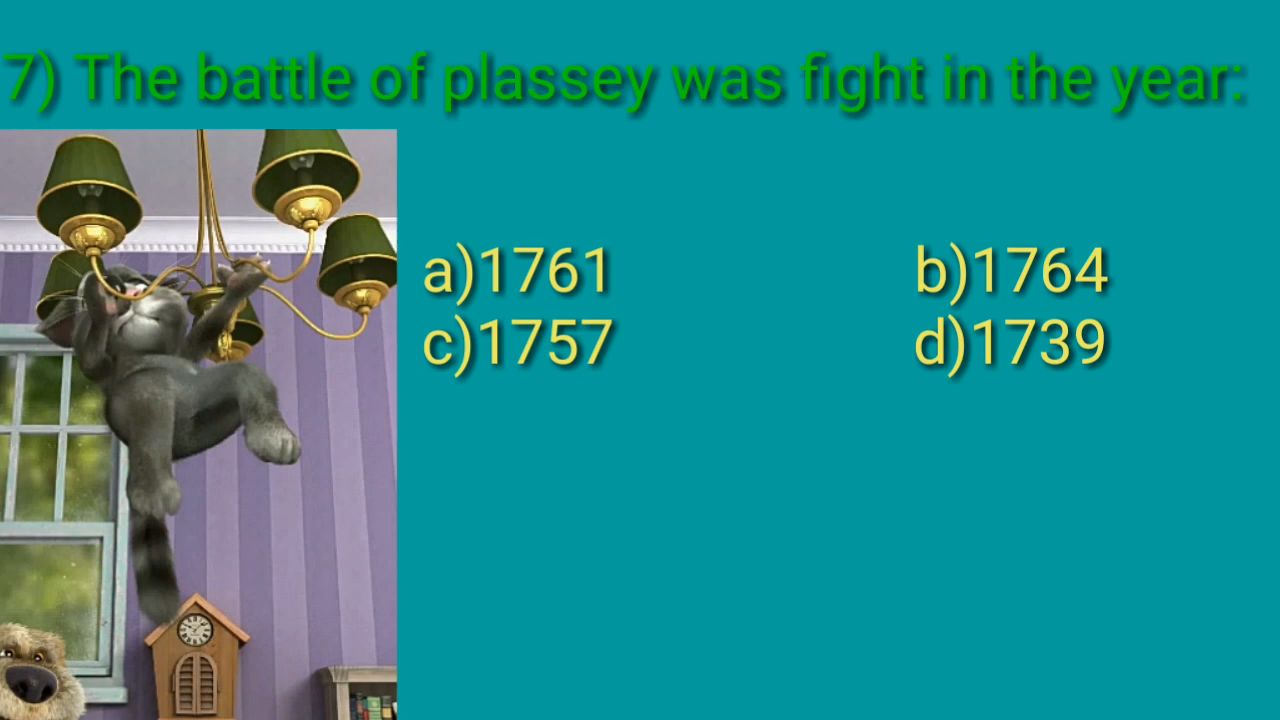 7) The battle of plassey was fight in the year:
a)1761 b)1764
c)1757 d)1739